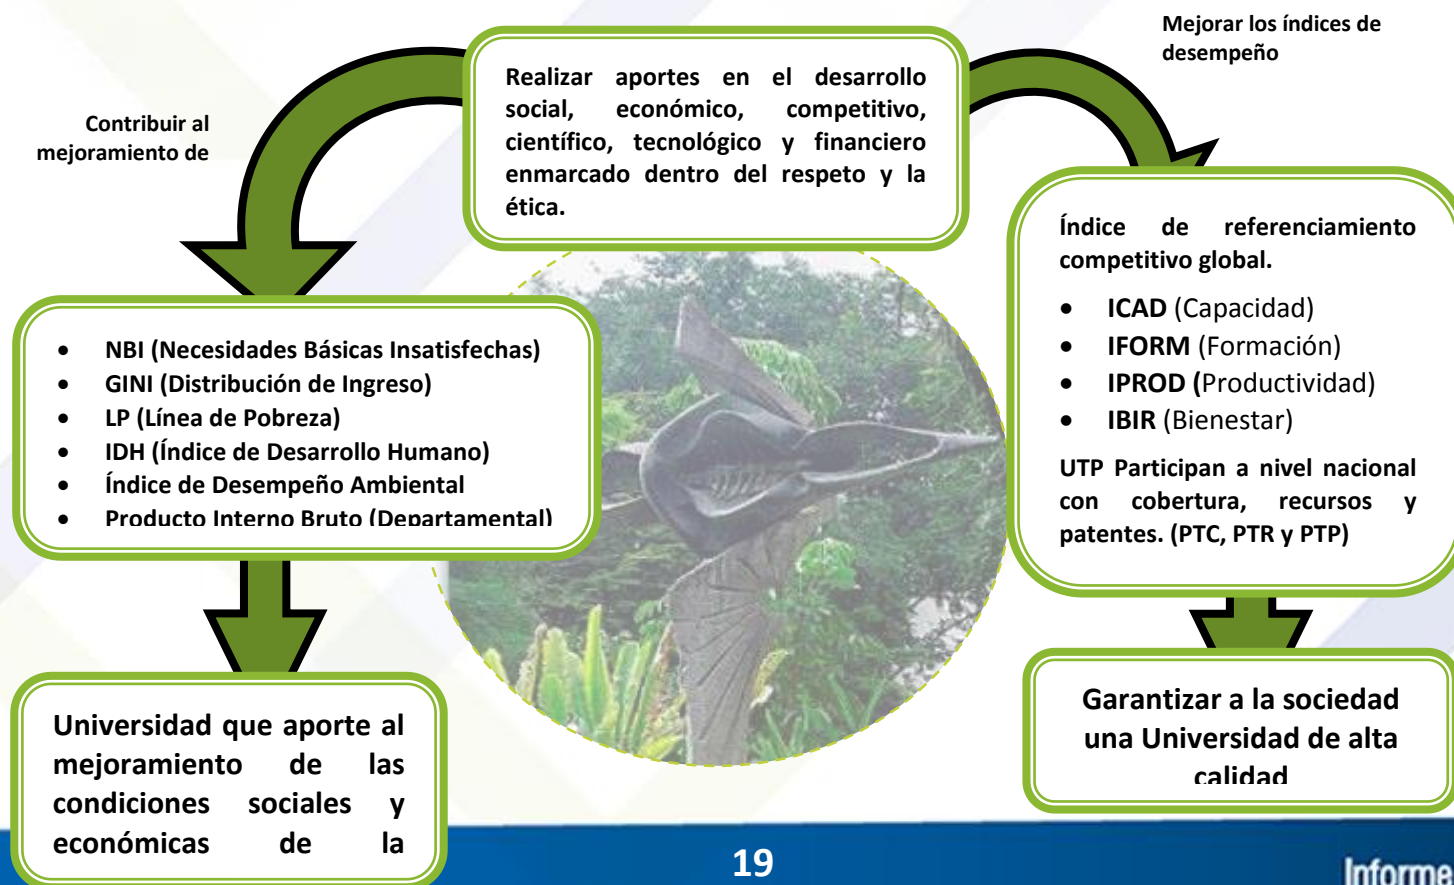 Mejorar los índices de
desempeño
Contribuir al
mejoramiento de
Realizar aportes en el desarrollo
social, económico, competitivo,
científico, tecnológico y financiero
enmarcado dentro del respeto y la
ética.
NBI (Necesidades Básicas Insatisfechas)
GINI (Distribución de Ingreso)
LP (Línea de Pobreza)
IDH (Índice de Desarrollo Humano)
Índice de Desempeño Ambiental
Producto Interno Bruto (Departamental)
Índice de referenciamiento
competitivo global.
ICAD (Capacidad)
IFORM (Formación)
IPROD (Productividad)
IBIR (Bienestar)
UTP Participan a nivel nacional
con cobertura, recursos y
patentes. (PTC, PTR y PTP)
Universidad que aporte al
mejoramiento de las
condiciones sociales y
económicas de la
Garantizar a la sociedad
una Universidad de alta
calidad
19
Informe